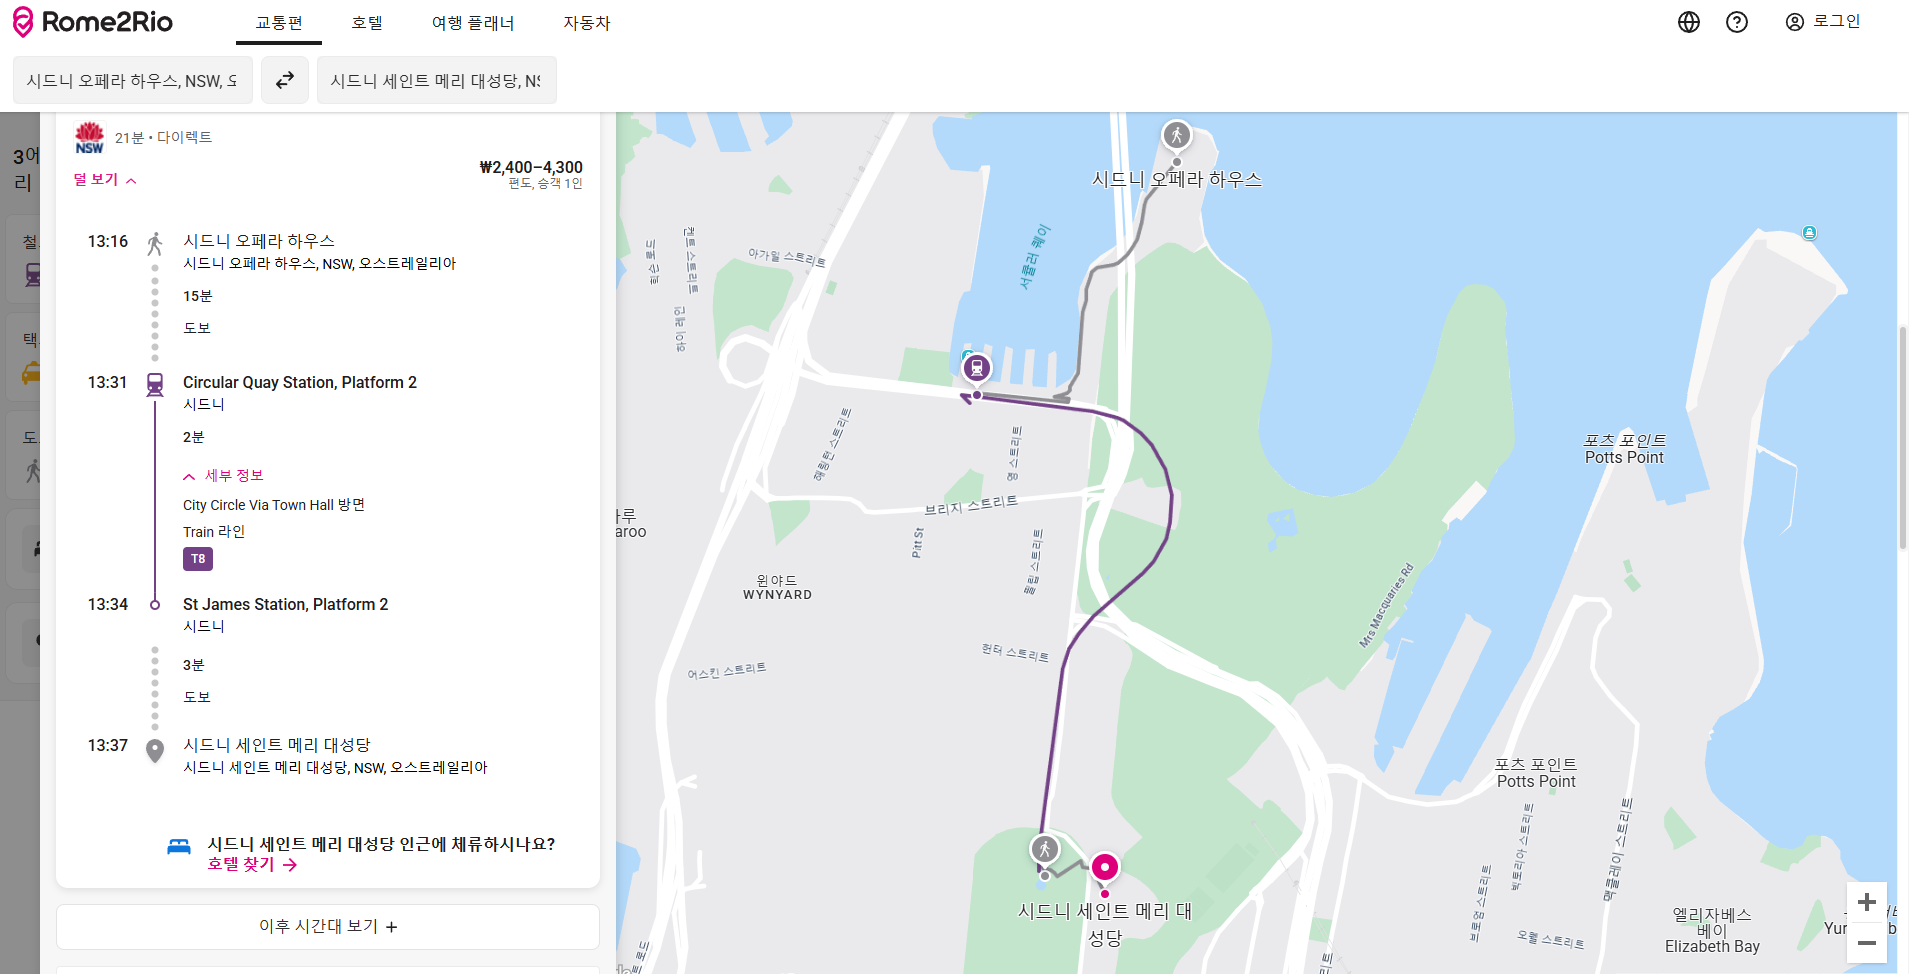 Rome2Rio
교통편
호텔
여행 플래너
자동차
로그인
시드니 오페라 하우스, NSW, 오
시드니 세인트 메리 대성당, NS
NSW
21분 • 다이렉트
덜 보기
₩2,400–4,300
편도, 승객 1인
13:16
시드니 오페라 하우스
시드니 오페라 하우스, NSW, 오스트레일리아
15분
도보
13:31
Circular Quay Station, Platform 2
시드니
2분
세부 정보
City Circle Via Town Hall 방면
Train 라인
T8
13:34
St James Station, Platform 2
시드니
3분
도보
13:37
시드니 세인트 메리 대성당
시드니 세인트 메리 대성당, NSW, 오스트레일리아
시드니 세인트 메리 대성당 인근에 체류하시나요?
호텔 찾기
이후 시간대 보기
시드니 오페라 하우스
서큘러 퀘이
아가일 스트리트
켄트 스트리트
힉슨 로드
하이 레인
해링턴 스트리트
영 스트리트
브리지 스트리트
Pitt St
필립 스트리트
루
aroo
윈야드
WYNYARD
헌터 스트리트
어스킨 스트리트
Mrs Macquaries Rd
포츠 포인트
Potts Point
포츠 포인트
Potts Point
빅토리아 스트리트
맥클레이 스트리트
브로엄 스트리트
오웰 스트리트
엘리자베스
베이
Elizabeth Bay
시드니 세인트 메리 대
성당